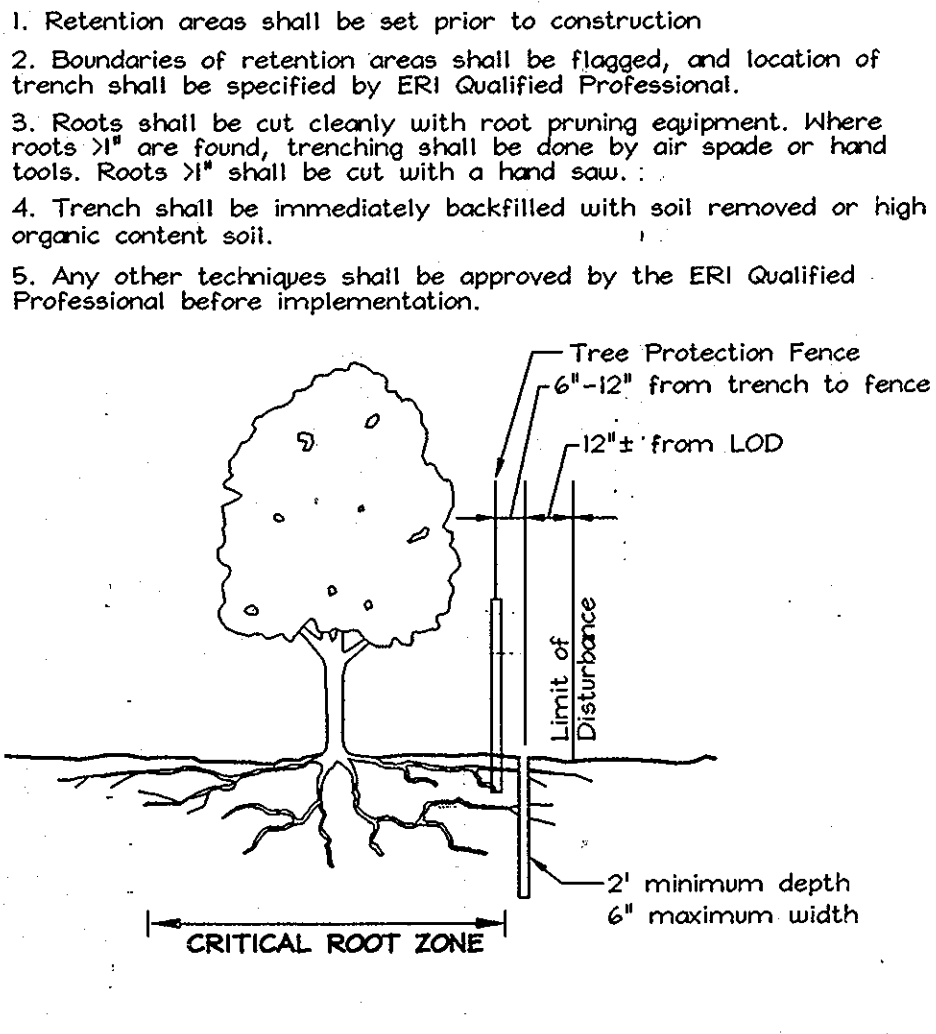 1. Retention areas shall be set prior to construction
2. Boundaries of retention areas shall be flagged, and location of
trench shall be specified by ERI Qualified Professional.
3. Roots shall be cut cleanly with root pruning equipment. Where
roots >1" are found, trenching shall be done by air spade or hand
tools. Roots >1" shall be cut with a hand saw. :
4. Trench shall be immediately backfilled with soil removed or high
organic content soil.
5. Any other techniques shall be approved by the ERI Qualified
Professional before implementation.
Tree Protection Fence
6"-12" from trench to fence
12"± from LOD
Limit of
Disturbance
2' minimum depth
6" maximum width
CRITICAL ROOT ZONE